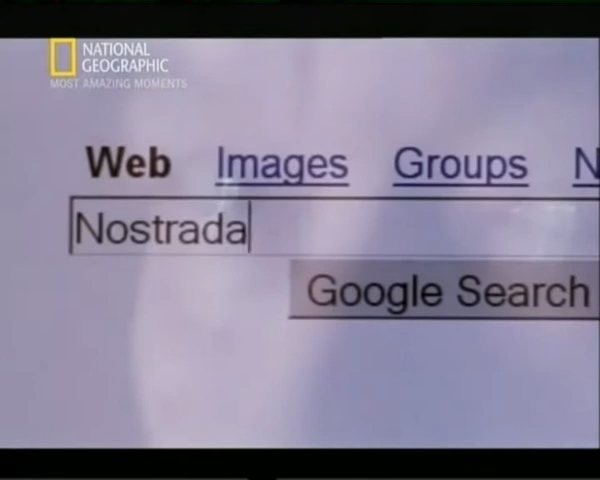 NATIONAL
GEOGRAPHIC
MOST AMAZING MOMENTS
Web Images Groups N
Nostrada
Google Search